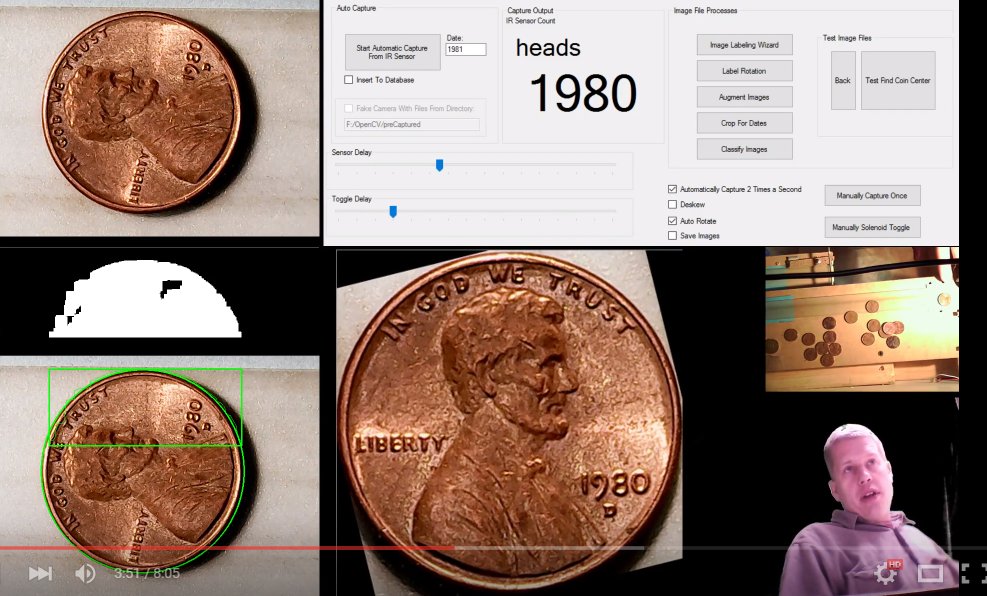 IN GOD WE TRUST
LIBERTY
1980
D
Auto Capture
Start Automatic Capture
From IR Sensor
Date:
1981
Insert To Database
Fake Camera With Files From Directory:
F:/OpenCV/preCaptured
Sensor Delay
Toggle Delay
Capture Output
IR Sensor Count
heads
1980
Image File Processes
Image Labeling Wizard
Label Rotation
Augment Images
Crop For Dates
Classify Images
Test Image Files
Back
Test Find Coin Center
Automatically Capture 2 Times a Second
Deskew
Auto Rotate
Save Images
Manually Capture Once
Manually Solenoid Toggle
IN GOD WE TRUST
LIBERTY
1980
D
IN GOD WE TRUST
LIBERTY
1980
D
3:51 / 8:05
HD